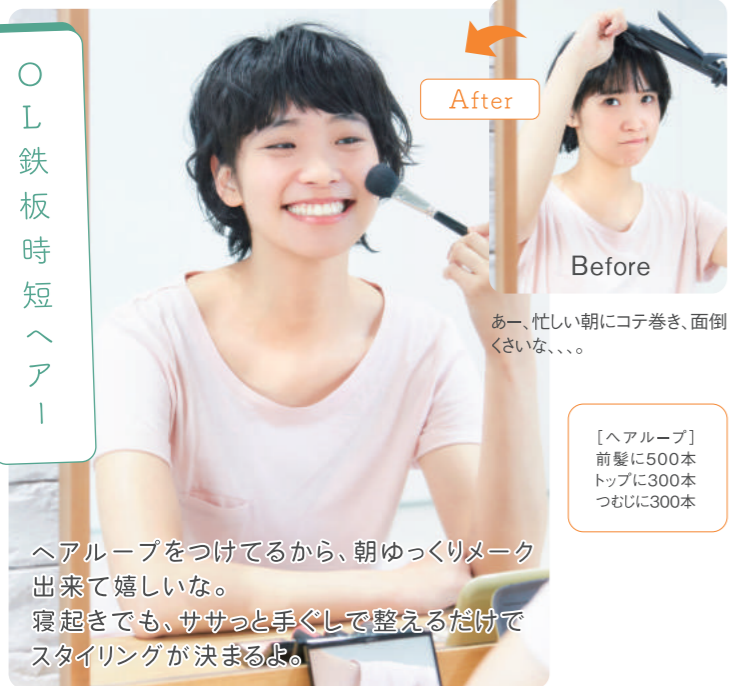 OL鉄板時短ヘアー
After
Before
あー、忙しい朝にコテ巻き、面倒
くさいな、、、。
［ヘアループ］
前髪に500本
トップに300本
つむじに300本
ヘアループをつけてるから、朝ゆっくりメーク
出来て嬉しいな。
寝起きでも、ササっと手ぐしで整えるだけで
スタイリングが決まるよ。